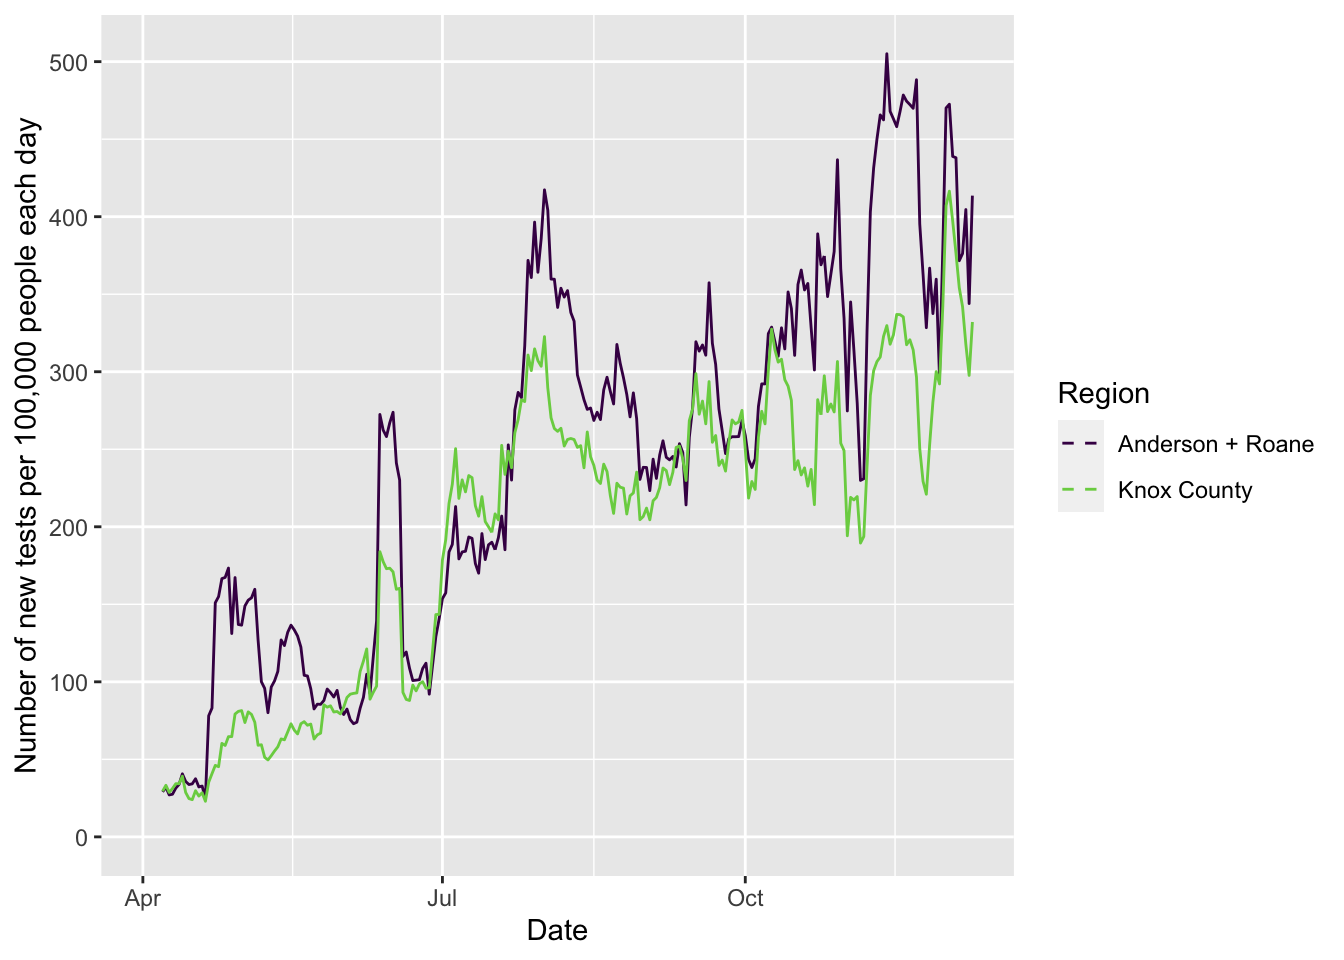 Number of new tests per 100,000 people each day
500
400
300
200
100
0
Apr
Jul
Oct
Date
Region
Anderson + Roane
Knox County